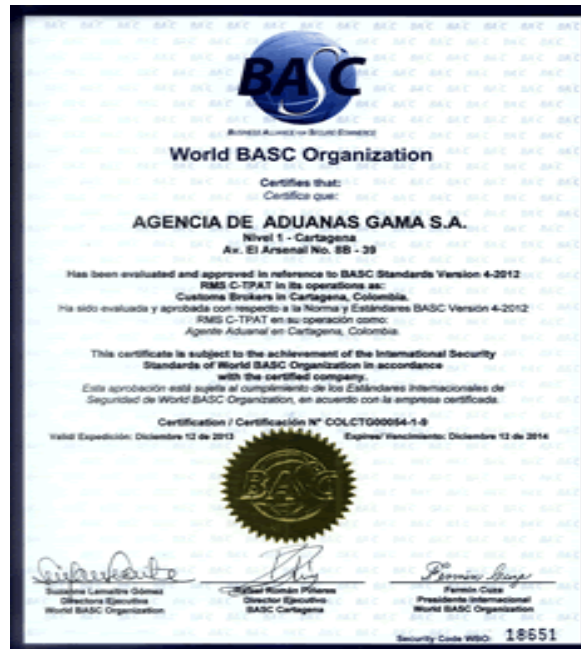 BASC
BUSINESS ALLIANCE FOR SECURE COMMERCE
World BASC Organization
Certifies that:
Certifica que:
AGENCIA DE ADUANAS GAMA S.A.
Nivel 1 - Cartagena
Av. El Arsenal No. 8B - 39
Has been evaluated and approved in reference to BASC Standards Version 4-2012
RMS C-TPAT in its operations as:
Customs Brokers in Cartagena, Colombia.
Ha sido evaluada y aprobada con respecto a la Norma y Estándares BASC Versión 4-2012
RMS C-TPAT en su operación como:
Agente Aduanal en Cartagena, Colombia.
This certificate is subject to the achievement of the International Security
Standards of World BASC Organization in accordance
with the certified company.
Esta aprobación está sujeta al cumplimiento de los Estándares Internacionales de
Seguridad de World BASC Organization, en acuerdo con la empresa certificada.
Certification / Certificación N° COLCTG00054-1-9
Valid/ Expedición: Diciembre 12 de 2013 Expires/ Vencimiento: Diciembre 12 de 2014
BASC
Suzanne Lemaitre Gómez Rafael Román Piñeres Fermin Cuza
Directora Ejecutiva Director Ejecutivo Presidente Internacional
World BASC Organization BASC Cartagena World BASC Organization
Security Code WBO: 18651